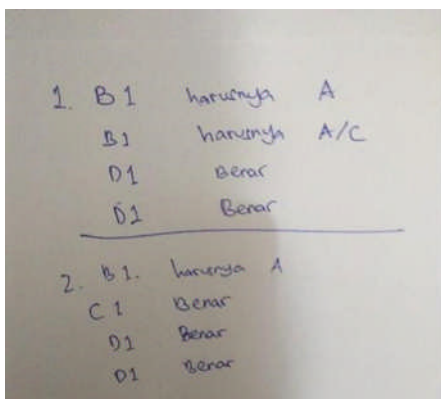 1. B1 harusnya A
B1 harusnya A/C
D1 Benar
D1 Benar
2. B1. harusnya A
C1 Benar
D1 Benar
D1 Benar